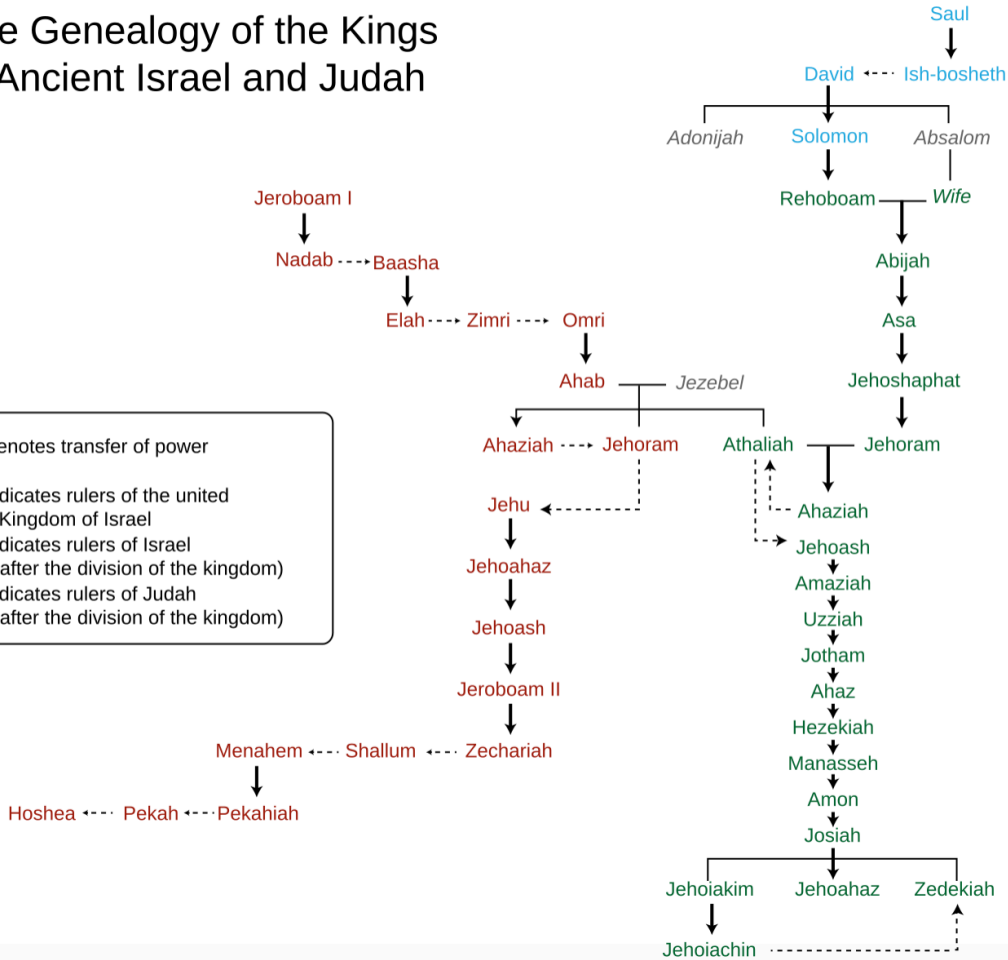 e Genealogy of the Kings
Ancient Israel and Judah
Saul
David Ish-bosheth
Adonijah Solomon Absalom
Jeroboam I Rehoboam Wife
Nadab Baasha Abijah
Elah Zimri Omri Asa
Ahab Jezebel Jehoshaphat
enotes transfer of power
Ahaziah Jehoram Athaliah Jehoram
dicates rulers of the united
Kingdom of Israel
dicates rulers of Israel
after the division of the kingdom)
dicates rulers of Judah
after the division of the kingdom)
Jehu Ahaziah
Jehoash
Jehoahaz Amaziah
Uzziah
Jehoash
Jotham
Jeroboam II Ahaz
Hezekiah
Menahem Shallum Zechariah
Manasseh
Amon
Hoshea Pekah Pekahiah
Josiah
Jehoiakim Jehoahaz Zedekiah
Jehoiachin